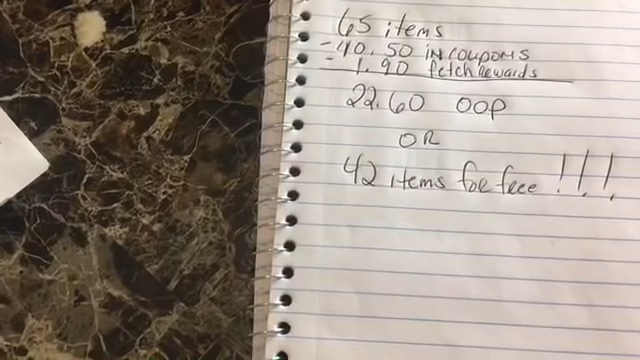 65 items
- 40.50 in coupons
- 1.90 fetch rewards
22.60 OOP
OR
42 items for free !!!